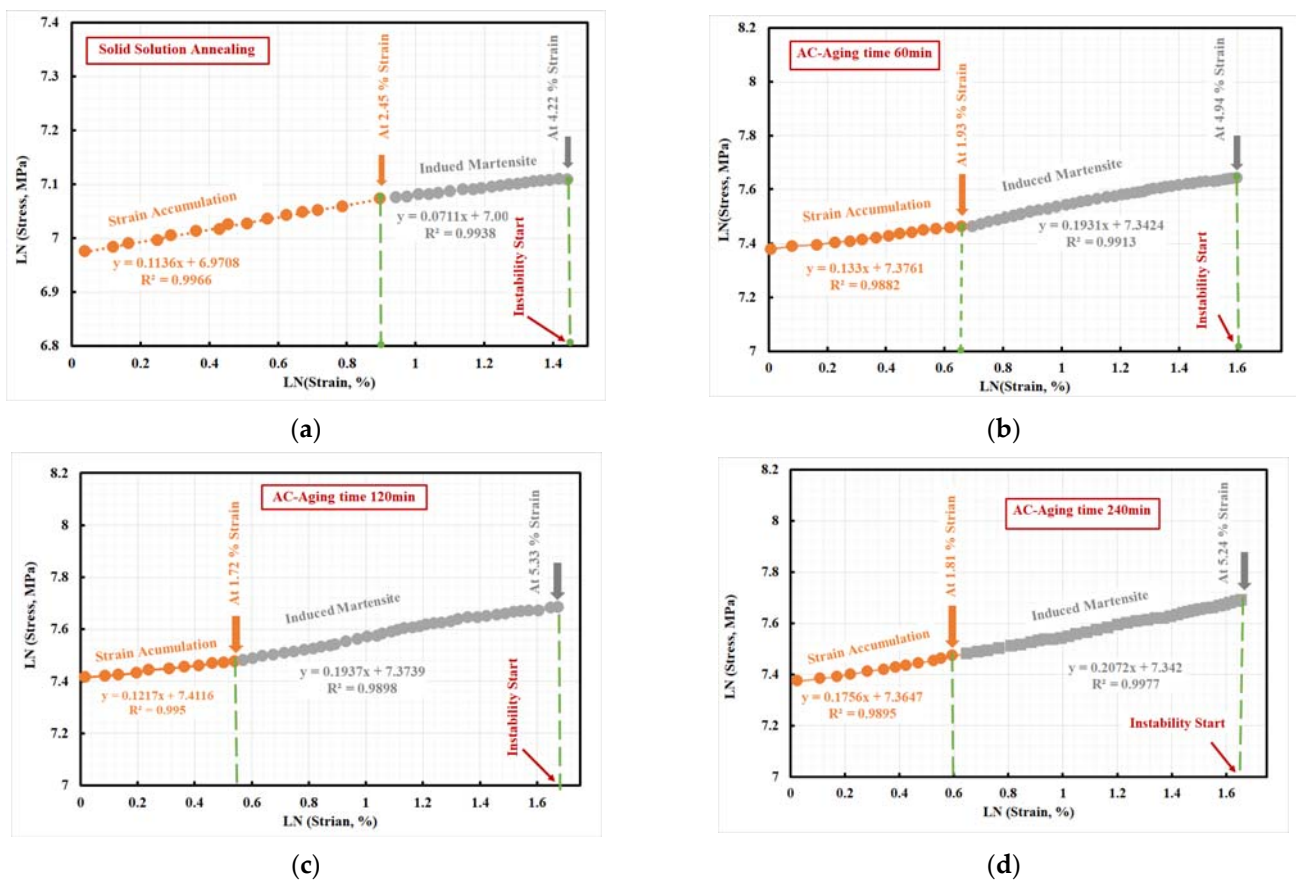 7.4
7.3
7.2
7.1
7
6.9
6.8
LN (Stress, MPa)
Solid Solution Annealing
At 2.45 % Strain
At 4.22 % Strain
Strain Accumulation
Indued Martensite
y = 0.1136x + 6.9708
R² = 0.9966
y = 0.0711x + 7.00
R² = 0.9938
Instability Start
0 0.2 0.4 0.6 0.8 1 1.2 1.4
LN(Strain, %)
(a)
8.2
8
7.8
7.6
7.4
7.2
7
LN(Stress, MPa)
AC-Aging time 60min
At 1.93 % Strain
At 4.94 % Strain
Strain Accumulation
Induced Martensite
y = 0.133x + 7.3761
R² = 0.9882
y = 0.1931x + 7.3424
R² = 0.9913
Instability Start
0 0.2 0.4 0.6 0.8 1 1.2 1.4 1.6
LN(Strain, %)
(b)
8.2
8
7.8
7.6
7.4
7.2
7
LN (Stress, MPa)
AC-Aging time 120min
At 1.72 % Strain
At 5.33 % Strain
Strain Acumulation
Induced Martensite
y = 0.1217x + 7.4116
R² = 0.995
y = 0.1937x + 7.3739
R² = 0.9898
Instability Start
0 0.2 0.4 0.6 0.8 1 1.2 1.4 1.6
LN (Strian, %)
(c)
8.2
8
7.8
7.6
7.4
7.2
7
LN (Stress, MPa)
AC-Aging time 240min
At 1.81 % Strian
At 5.24 % Strain
Strain Acumulation
Induced Martensite
y = 0.1756x + 7.3647
R² = 0.9895
y = 0.2072x + 7.342
R² = 0.9977
Instability Start
0 0.2 0.4 0.6 0.8 1 1.2 1.4 1.6
LN (Strain, %)
(d)